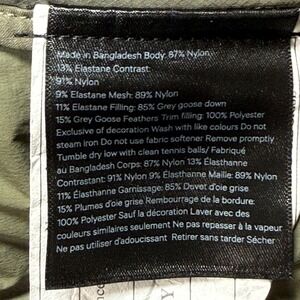 Made in Bangladesh Body: 87% Nylon
13% Elastane Contrast:
91% Nylon
9% Elastane Mesh: 89% Nylon
11% Elastane Filling: 85% Grey goose down
15% Grey Goose Feathers Trim filling: 100% Polyester
Exclusive of decoration Wash with like colours Do not
steam iron Do not use fabric softener Remove promptly
Tumble dry low with clean tennis balls/ Fabriqué
au Bangladesh Corps: 87% Nylon 13% Élasthanne
Contrastant: 91% Nylon 9% Élasthanne Maille: 89% Nylon
11% Élasthanne Garnissage: 85% Duvet d'oie grise
15% Plumes d'oie grise Rembourrage de la bordure:
100% Polyester Sauf la décoration Laver avec des
couleurs similaires seulement Ne pas repasser à la vapeur
Ne pas utiliser d'adoucissant Retirer sans tarder Sécher